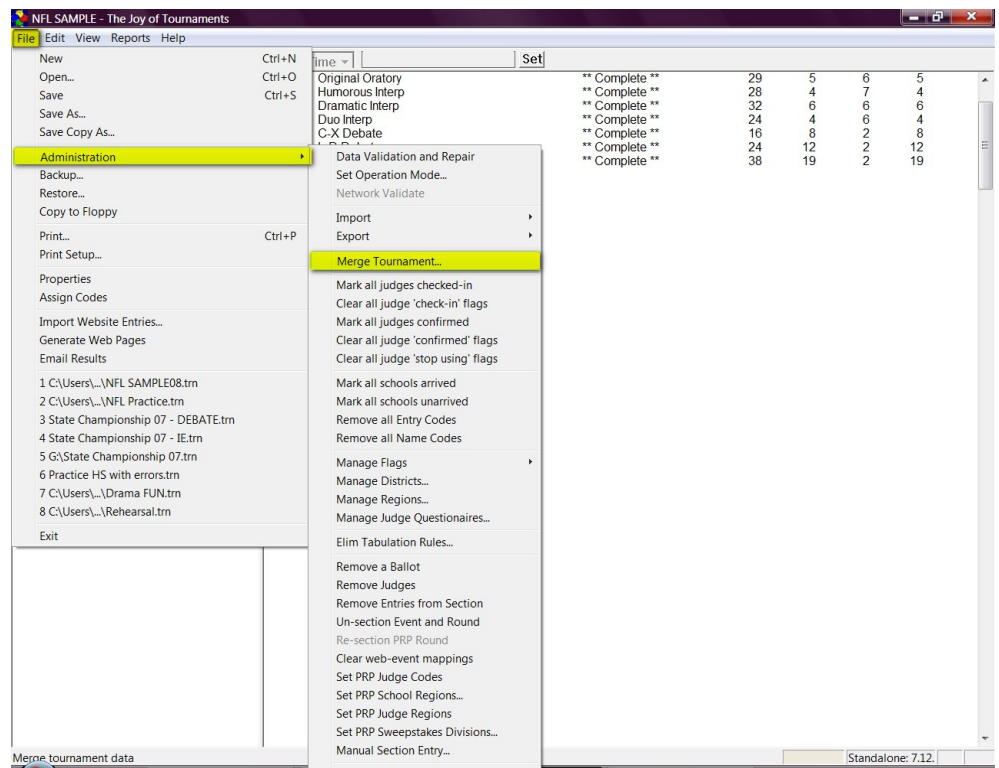 NFL SAMPLE - The Joy of Tournaments
File Edit View Reports Help
New Ctrl+N
Open... Ctrl+O
Save Ctrl+S
Save As...
Save Copy As...
Administration
Backup...
Restore...
Copy to Floppy
Print... Ctrl+P
Print Setup...
Properties
Assign Codes
Import Website Entries...
Generate Web Pages
Email Results
1 C:\Users\...\NFL SAMPLE08.trn
2 C:\Users\...\NFL Practice.trn
3 State Championship 07 - DEBATE.trn
4 State Championship 07 - IE.trn
5 G:\State Championship 07.trn
6 Practice HS with errors.trn
7 C:\Users\...\Drama FUN.trn
8 C:\Users\...\Rehearsal.trn
Exit
Set
Original Oratory ** Complete ** 29 5 6 5
Humorous Interp ** Complete ** 28 4 7 4
Dramatic Interp ** Complete ** 32 6 6 6
Duo Interp ** Complete ** 24 4 6 4
C-X Debate ** Complete ** 16 8 2 8
** Complete ** 24 12 2 12
** Complete ** 38 19 2 19
Data Validation and Repair
Set Operation Mode...
Network Validate
Import
Export
Merge Tournament...
Mark all judges checked-in
Clear all judge 'check-in' flags
Mark all judges confirmed
Clear all judge 'confirmed' flags
Clear all judge 'stop using' flags
Mark all schools arrived
Mark all schools unarrived
Remove all Entry Codes
Remove all Name Codes
Manage Flags
Manage Districts...
Manage Regions...
Manage Judge Questionaires...
Elim Tabulation Rules...
Remove a Ballot
Remove Judges
Remove Entries from Section
Un-section Event and Round
Re-section PRP Round
Clear web-event mappings
Set PRP Judge Codes
Set PRP School Regions...
Set PRP Judge Regions
Set PRP Sweepstakes Divisions...
Manual Section Entry...
Merge tournament data
Standalone: 7.12.